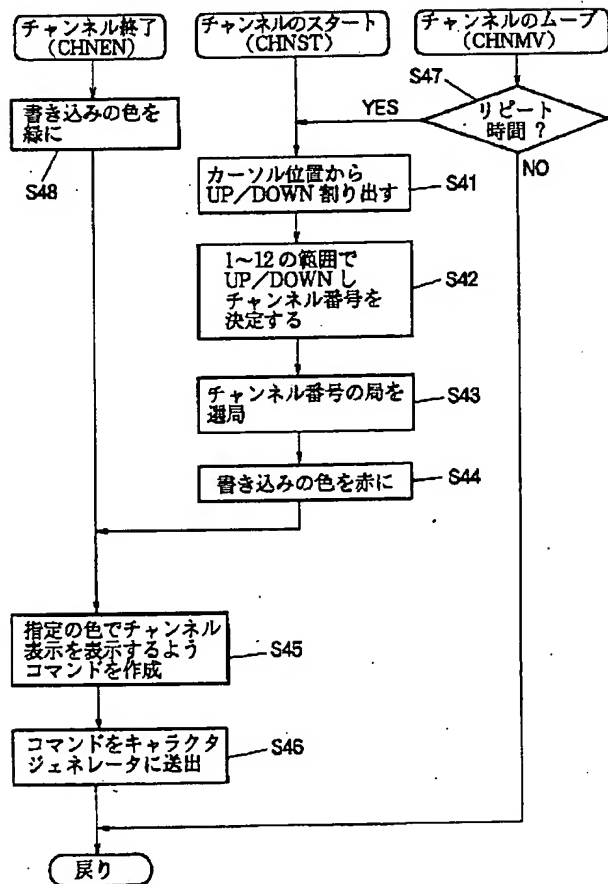 チャンネル終了
(CHNEN)
チャンネルのスタート
(CHNST)
チャンネルのムーブ
(CHNMV)
S47
リピート
時間？
YES
NO
書き込みの色を
緑に
S48
カーソル位置から
UP／DOWN 割り出す
S41
1~12の範囲で
UP／DOWNし
チャンネル番号を
決定する
S42
チャンネル番号の局を
選局
S43
書き込みの色を赤に
S44
指定の色でチャンネル
表示を表示するよう
コマンドを作成
S45
コマンドをキャラクタ
ジェネレータに送出
S46
戻り